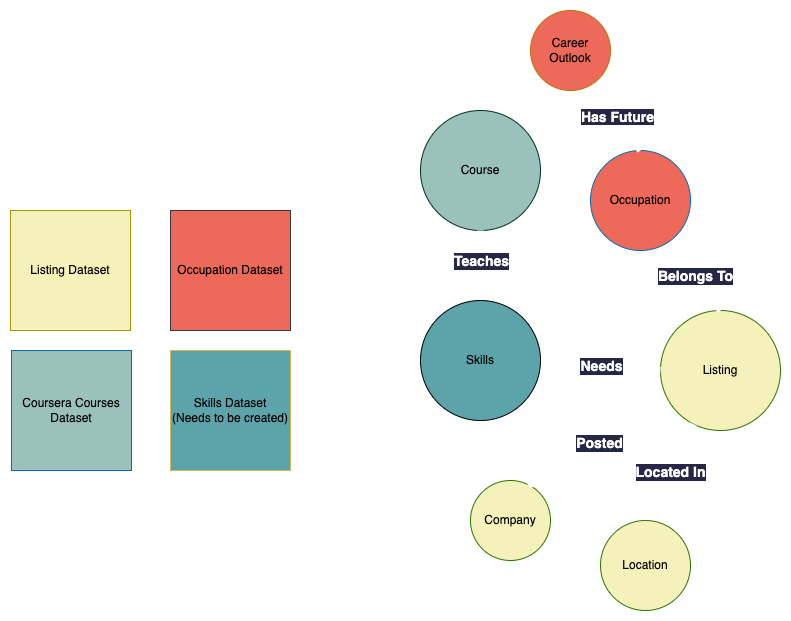 Listing Dataset
Occupation Dataset
Coursera Courses
Dataset
Skills Dataset
(Needs to be created)
Career
Outlook
Has Future
Course
Occupation
Teaches
Belongs To
Skills
Needs
Listing
Posted
Located In
Company
Location